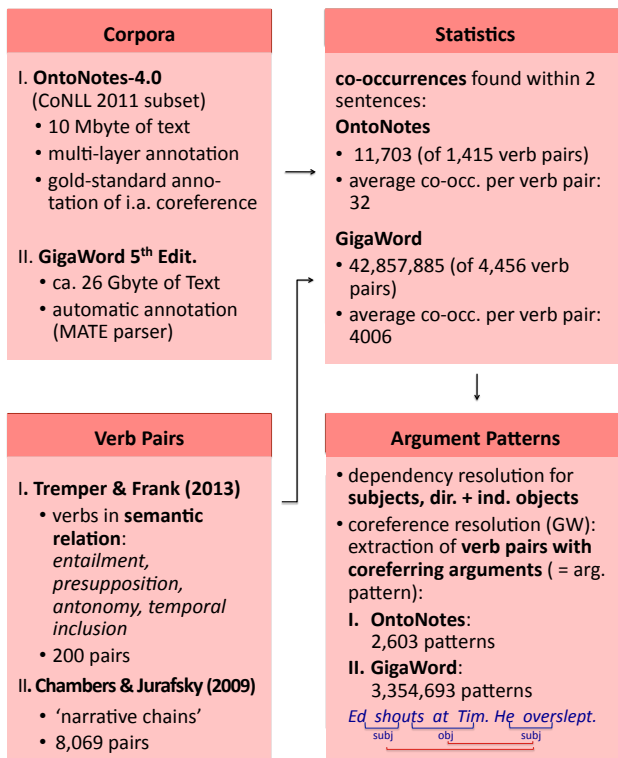 Corpora
I. OntoNotes-4.0
(CoNLL 2011 subset)
• 10 Mbyte of text
• multi-layer annotation
• gold-standard anno-
tation of i.a. coreference
II. GigaWord 5th Edit.
• ca. 26 Gbyte of Text
• automatic annotation
(MATE parser)
Statistics
co-occurrences found within 2
sentences:
OntoNotes
• 11,703 (of 1,415 verb pairs)
• average co-occ. per verb pair:
32
GigaWord
• 42,857,885 (of 4,456 verb
pairs)
• average co-occ. per verb pair:
4006
Verb Pairs
I. Tremper & Frank (2013)
• verbs in semantic
relation:
entailment,
presupposition,
antonomy, temporal
inclusion
• 200 pairs
II. Chambers & Jurafsky (2009)
• ‘narrative chains’
• 8,069 pairs
Argument Patterns
• dependency resolution for
subjects, dir. + ind. objects
• coreference resolution (GW):
extraction of verb pairs with
coreferring arguments ( = arg.
pattern):
I. OntoNotes:
2,603 patterns
II. GigaWord:
3,354,693 patterns
Ed shouts at Tim. He overslept.
subj obj subj